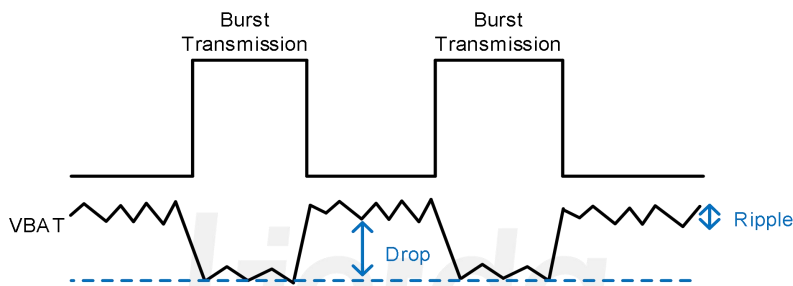 Burst
Transmission
Burst
Transmission
VBAT
Drop
Ripple